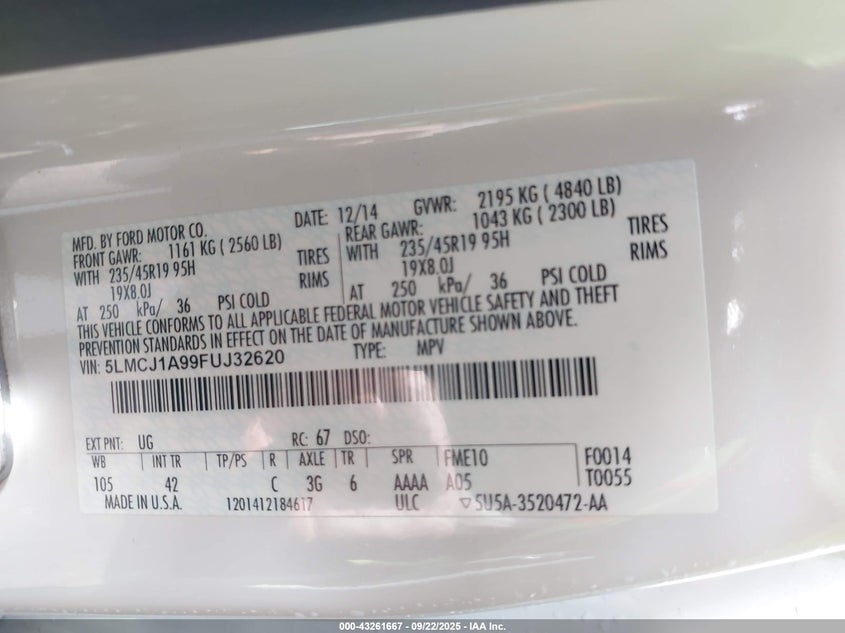 MFD. BY FORD MOTOR CO. DATE: 12/14 GVWR: 2195 KG ( 4840 LB)
FRONT GAWR: 1161 KG ( 2560 LB) REAR GAWR: 1043 KG ( 2300 LB)
WITH 235/45R19 95H TIRES WITH 235/45R19 95H TIRES
19X8.0J RIMS 19X8.0J RIMS
AT 250 kPa/ 36 PSI COLD AT 250 kPa/ 36 PSI COLD
THIS VEHICLE CONFORMS TO ALL APPLICABLE FEDERAL MOTOR VEHICLE SAFETY AND THEFT
PREVENTION STANDARDS IN EFFECT ON THE DATE OF MANUFACTURE SHOWN ABOVE.
VIN: 5LMCJ1A99FUJ32620 TYPE: MPV
EXT PNT: UG RC: 67 DSO:
WB INT TR TP/PS R AXLE TR SPR FME10 F0014
105 42 C 3G 6 AAAA A05 T0055
MADE IN U.S.A. 1201412184617 ULC ▽5U5A-3520472-AA
000-43261667 - 09/22/2025 - IAA Inc.